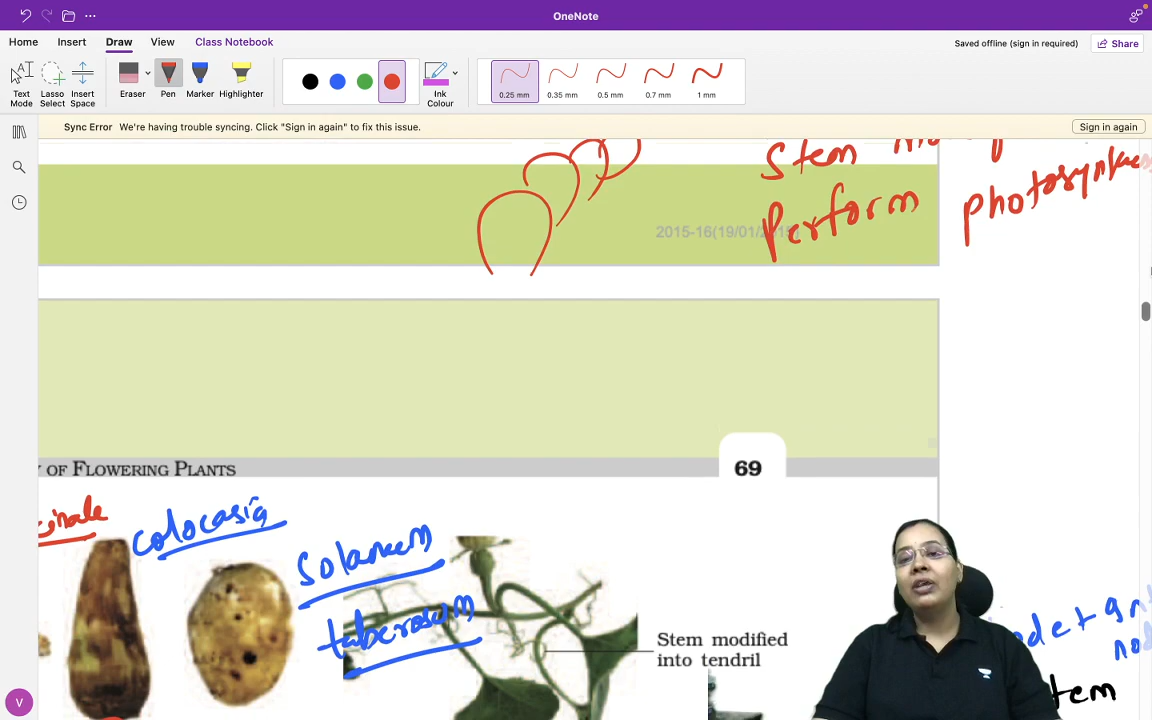 OneNote
Home Insert Draw View Class Notebook
Saved offline (sign in required) Share
Text Mode
Lasso Select
Insert Space
Eraser Pen Marker Highlighter
Ink Colour
0.25 mm 0.35 mm 0.5 mm 0.7 mm 1 mm
Sync Error We're having trouble syncing. Click "Sign in again" to fix this issue. Sign in again
Stem
Perform photosynthes
2015-16(19/01/
Y OF FLOWERING PLANTS 69
colocasia
Solaneum
tuberosum
Stem modified
into tendril
tem
V